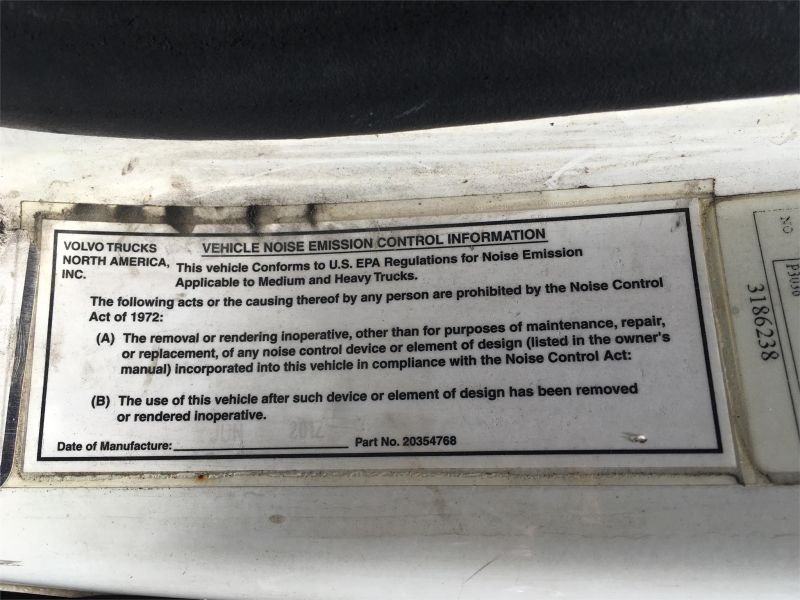 VOLVO TRUCKS
NORTH AMERICA,
INC.
VEHICLE NOISE EMISSION CONTROL INFORMATION
This vehicle Conforms to U.S. EPA Regulations for Noise Emission
Applicable to Medium and Heavy Trucks.
The following acts or the causing thereof by any person are prohibited by the Noise Control
Act of 1972:
(A) The removal or rendering inoperative, other than for purposes of maintenance, repair,
or replacement, of any noise control device or element of design (listed in the owner's
manual) incorporated into this vehicle in compliance with the Noise Control Act:
(B) The use of this vehicle after such device or element of design has been removed
or rendered inoperative.
Date of Manufacture: Part No. 20354768
NO
3186238